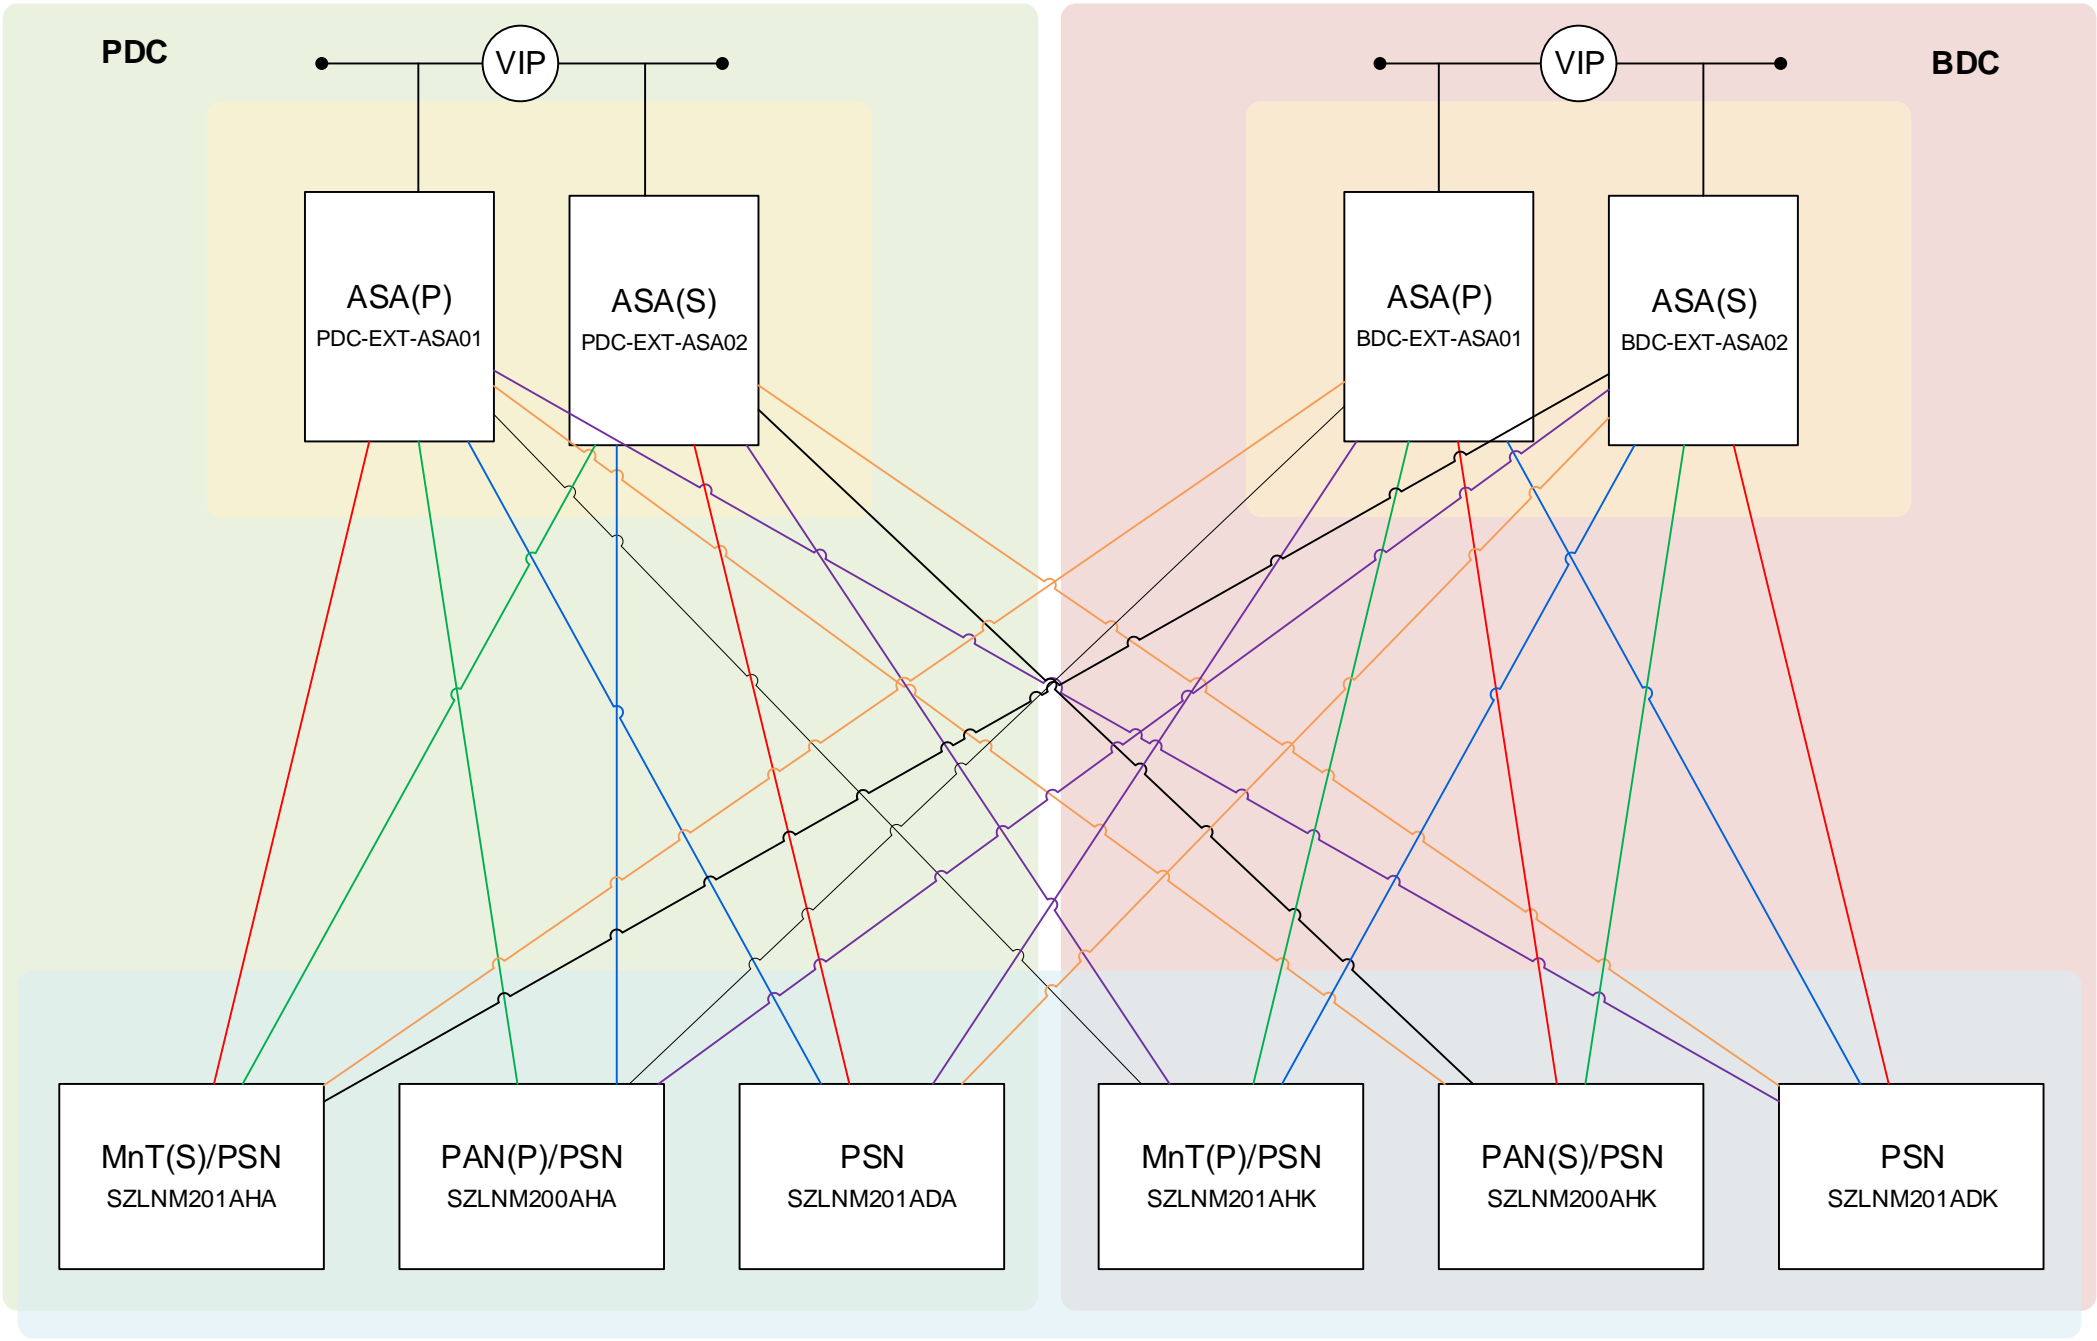 PDC
VIP
VIP
BDC
ASA(P)
PDC-EXT-ASA01
ASA(S)
PDC-EXT-ASA02
ASA(P)
BDC-EXT-ASA01
ASA(S)
BDC-EXT-ASA02
MnT(S)/PSN
SZLNM201AHA
PAN(P)/PSN
SZLNM200AHA
PSN
SZLNM201ADA
MnT(P)/PSN
SZLNM201AHK
PAN(S)/PSN
SZLNM200AHK
PSN
SZLNM201ADK